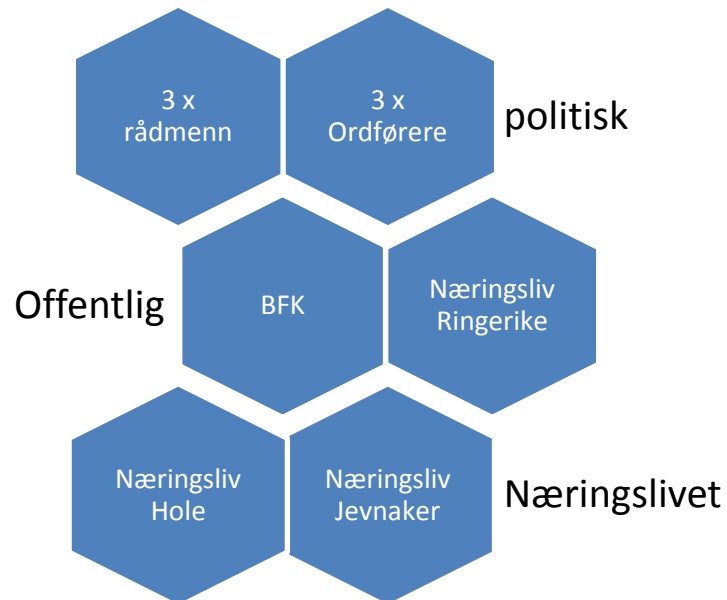 3 x
rådmenn
3 x
Ordførere
politisk
Offentlig
BFK
Næringsliv
Ringerike
Næringsliv
Hole
Næringsliv
Jevnaker
Næringslivet